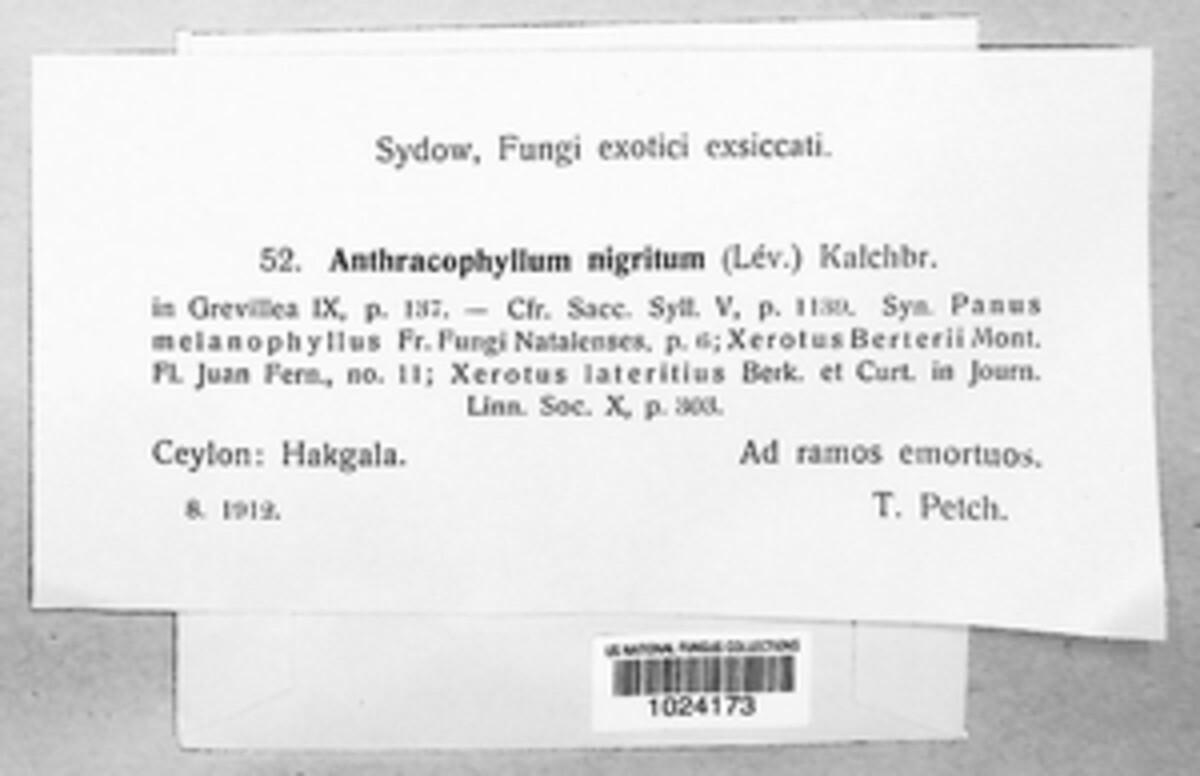 Sydow, Fungi exotici exsiccati.
52. Anthracophyllum nigritum (Lév.) Kalchbr.
in Grevillea IX, p. 137. — Cfr. Sacc. Syll. V, p. 1139. Syn. Panus
melanophyllus Fr. Fungi Natalenses, p. 6; Xerotus Berterii Mont.
Fl. Juan Fern., no. 11; Xerotus lateritius Berk. et Curt. in Journ.
Linn. Soc. X, p. 303.
Ceylon: Hakgala. Ad ramos emortuos.
8. 1912. T. Petch.
US NATIONAL FUNGUS COLLECTIONS
1024173